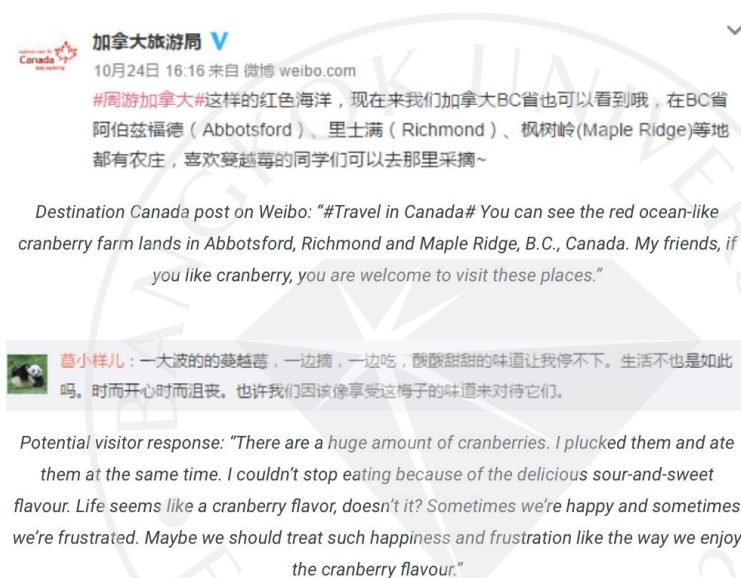 加拿大旅游局
Canada
10月24日 16:16 来自 微博 weibo.com
#周游加拿大#这样的红色海洋，现在来我们加拿大BC省也可以看到哦，在BC省
阿伯兹福德（Abbotsford）、里士满（Richmond）、枫树岭(Maple Ridge)等地
都有农庄，喜欢蔓越莓的同学们可以去那里采摘~
Destination Canada post on Weibo: “#Travel in Canada# You can see the red ocean-like
cranberry farm lands in Abbotsford, Richmond and Maple Ridge, B.C., Canada. My friends, if
you like cranberry, you are welcome to visit these places.”
葛小样儿：一大波的的蔓越莓，一边摘，一边吃，酸酸甜甜的味道让我停不下。生活不也是如此
吗。时而开心时而沮丧。也许我们因该像享受这梅子的味道来对待它们。
Potential visitor response: “There are a huge amount of cranberries. I plucked them and ate
them at the same time. I couldn’t stop eating because of the delicious sour-and-sweet
flavour. Life seems like a cranberry flavor, doesn’t it? Sometimes we’re happy and sometimes
we’re frustrated. Maybe we should treat such happiness and frustration like the way we enjoy
the cranberry flavour.”
BANGKOK UNIVER